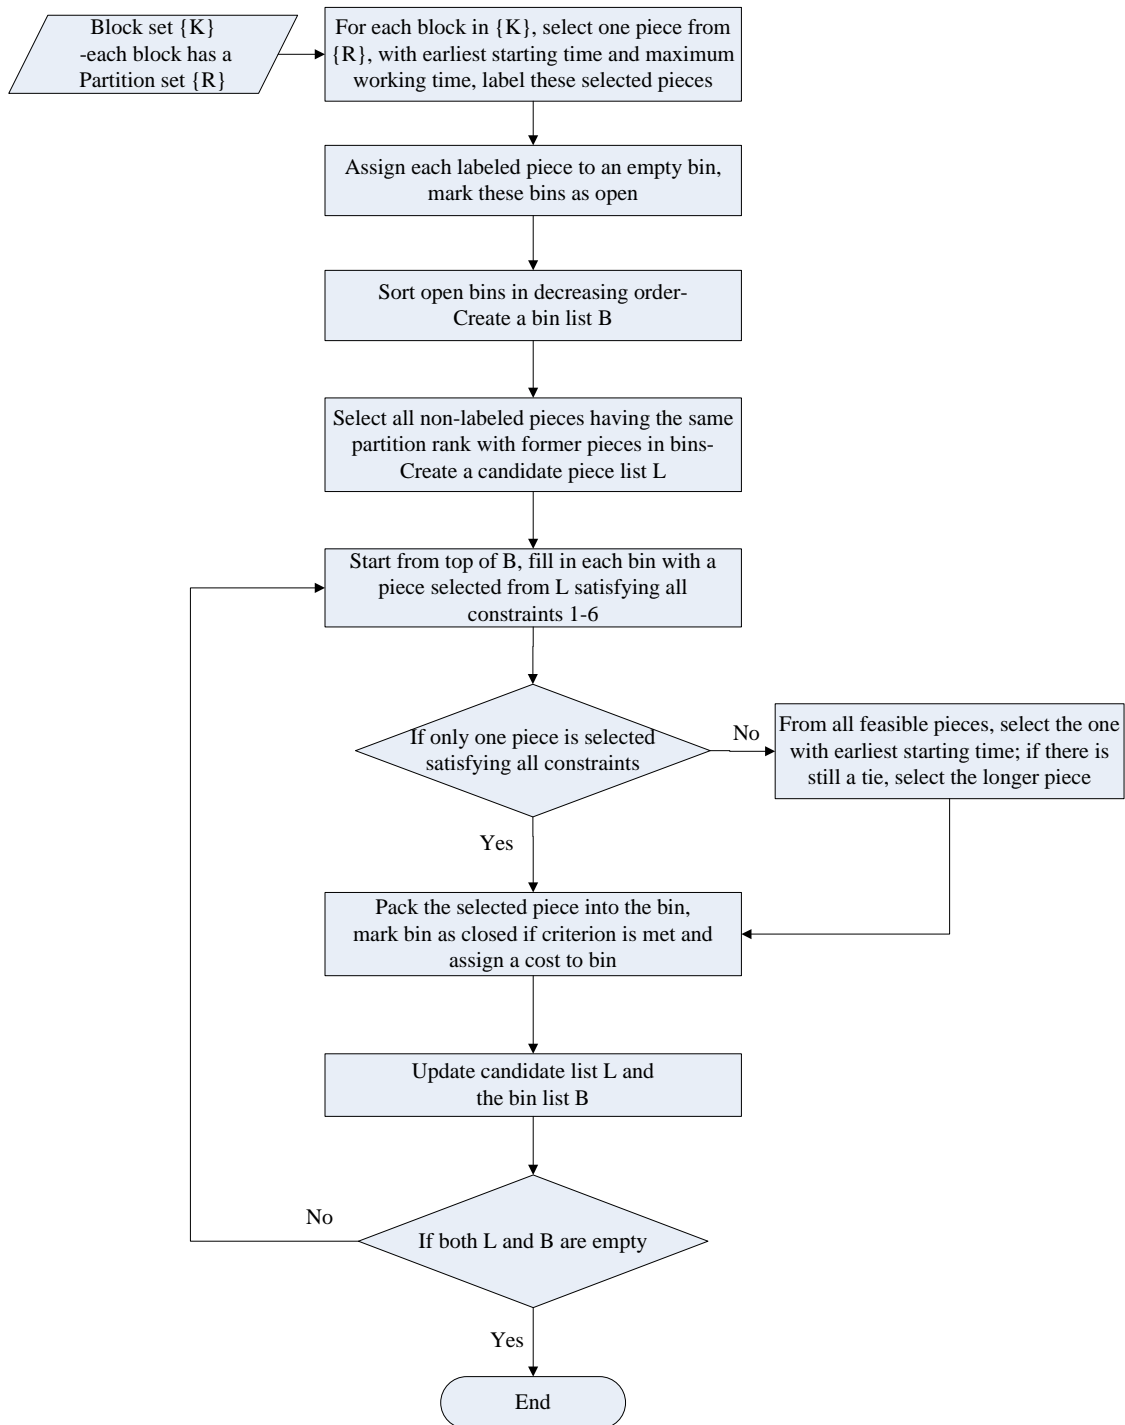 Block set {K}
-each block has a
Partition set {R}
For each block in {K}, select one piece from
{R}, with earliest starting time and maximum
working time, label these selected pieces
Assign each labeled piece to an empty bin,
mark these bins as open
Sort open bins in decreasing order-
Create a bin list B
Select all non-labeled pieces having the same
partition rank with former pieces in bins-
Create a candidate piece list L
Start from top of B, fill in each bin with a
piece selected from L satisfying all
constraints 1-6
If only one piece is selected
satisfying all constraints
No
From all feasible pieces, select the one
with earliest starting time; if there is
still a tie, select the longer piece
Yes
Pack the selected piece into the bin,
mark bin as closed if criterion is met and
assign a cost to bin
Update candidate list L and
the bin list B
No
If both L and B are empty
Yes
End